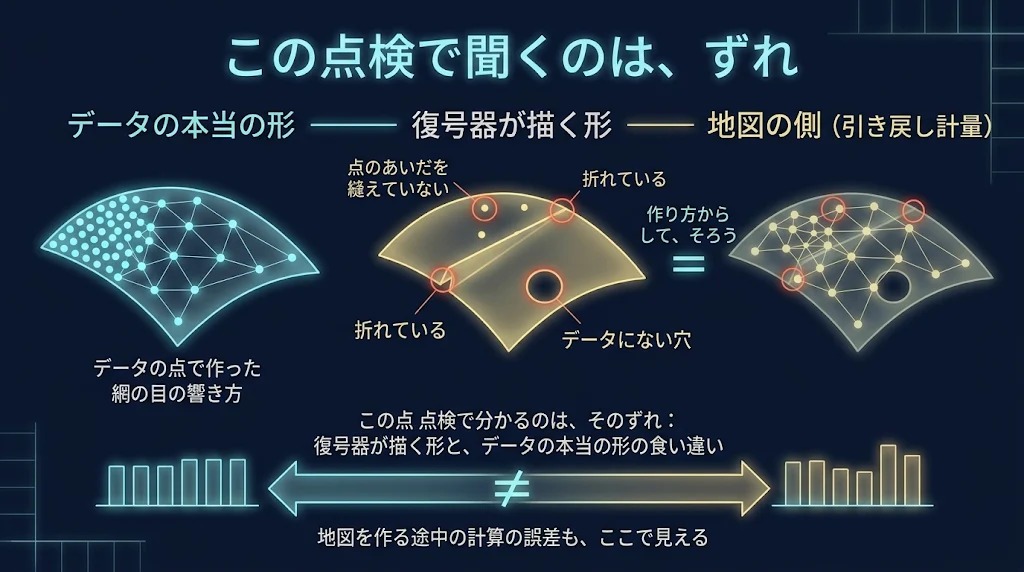 この点検で聞くのは、ずれ
データの本当の形
復号器が描く形
地図の側（引き戻し計量）
点のあいだを
縫えていない
折れている
作り方から
して、そろう
=
折れている
データにない穴
データの点で作った
網の目の響き方
この点 点検で分かるのは、そのずれ：
復号器が描く形と、データの本当の形の食い違い
≠
地図を作る途中の計算の誤差も、ここで見える